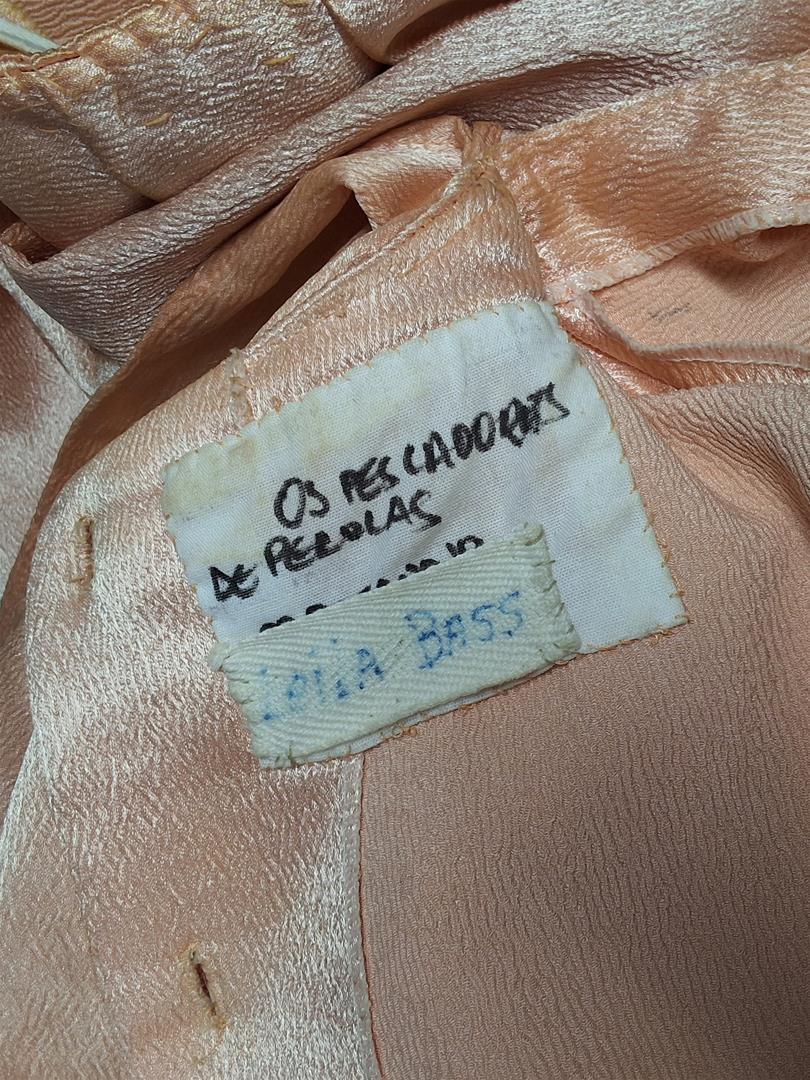 OS PESCADORES
DE PEROLAS
Leila BASS